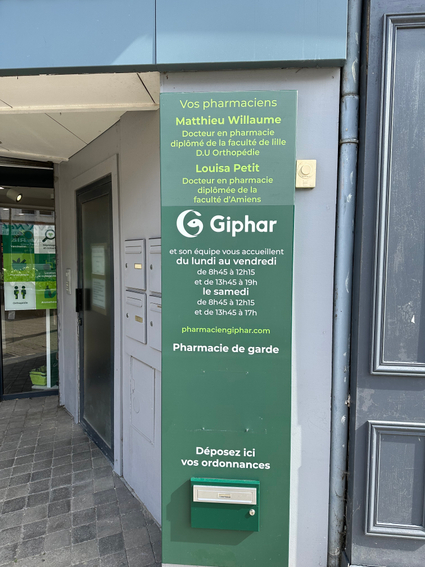 Vos pharmaciens
Matthieu Willaume
Docteur en pharmacie
diplômé de la faculté de lille
D.U Orthopédie
Louisa Petit
Docteur en pharmacie
diplômée de la
faculté d'Amiens
Giphar
et son équipe vous accueillent
du lundi au vendredi
de 8h45 à 12h15
et de 13h45 à 19h
le samedi
de 8h45 à 12h15
et de 13h45 à 17h
pharmaciengiphar.com
Pharmacie de garde
Déposez ici
vos ordonnances